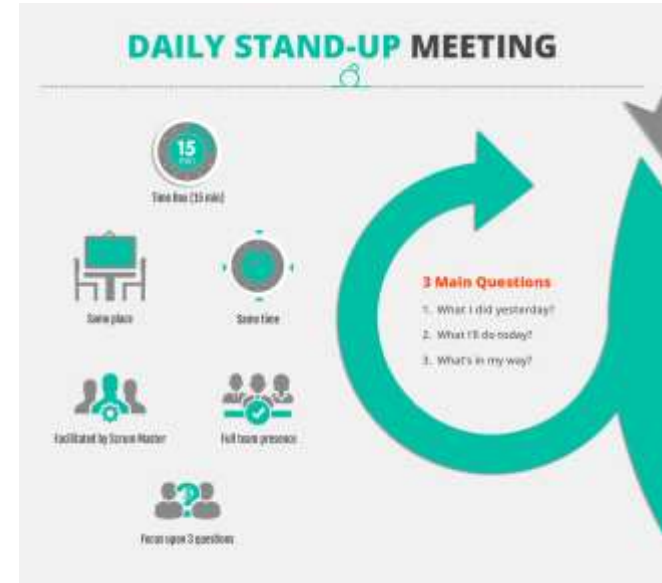 DAILY STAND-UP MEETING
15
Time Box (15 min)
Same place
Same time
Facilitated by Scrum Master
Full team presence
Focus upon 3 questions
3 Main Questions
1. What I did yesterday?
2. What I'll do today?
3. What's in my way?